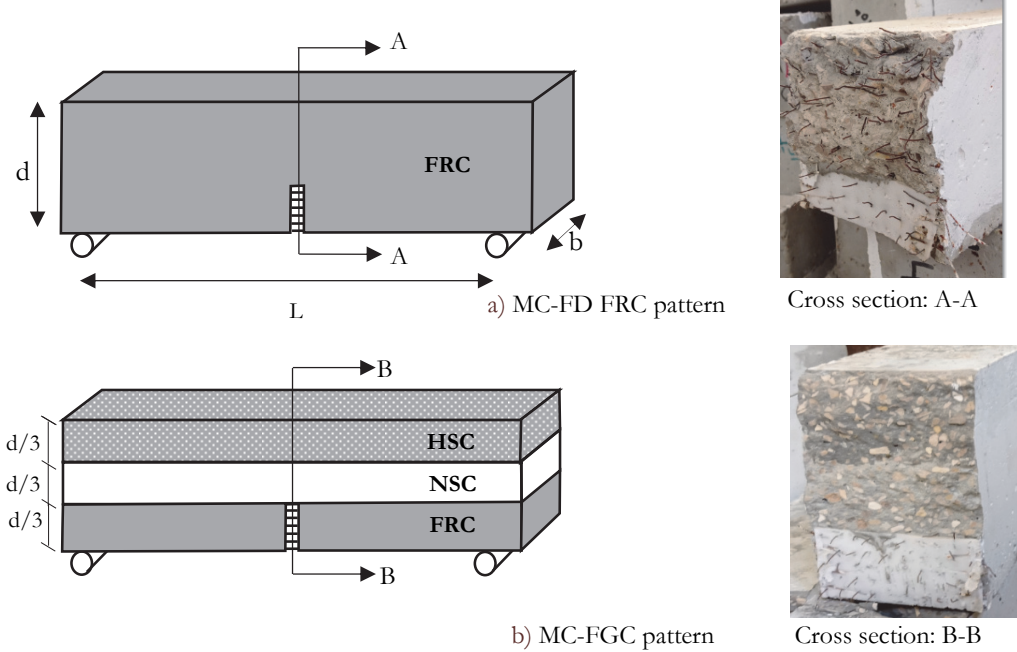 A
d
FRC
A
b
L
a) MC-FD FRC pattern
Cross section: A-A
B
d/3
HSC
d/3
NSC
d/3
FRC
B
b) MC-FGC pattern
Cross section: B-B